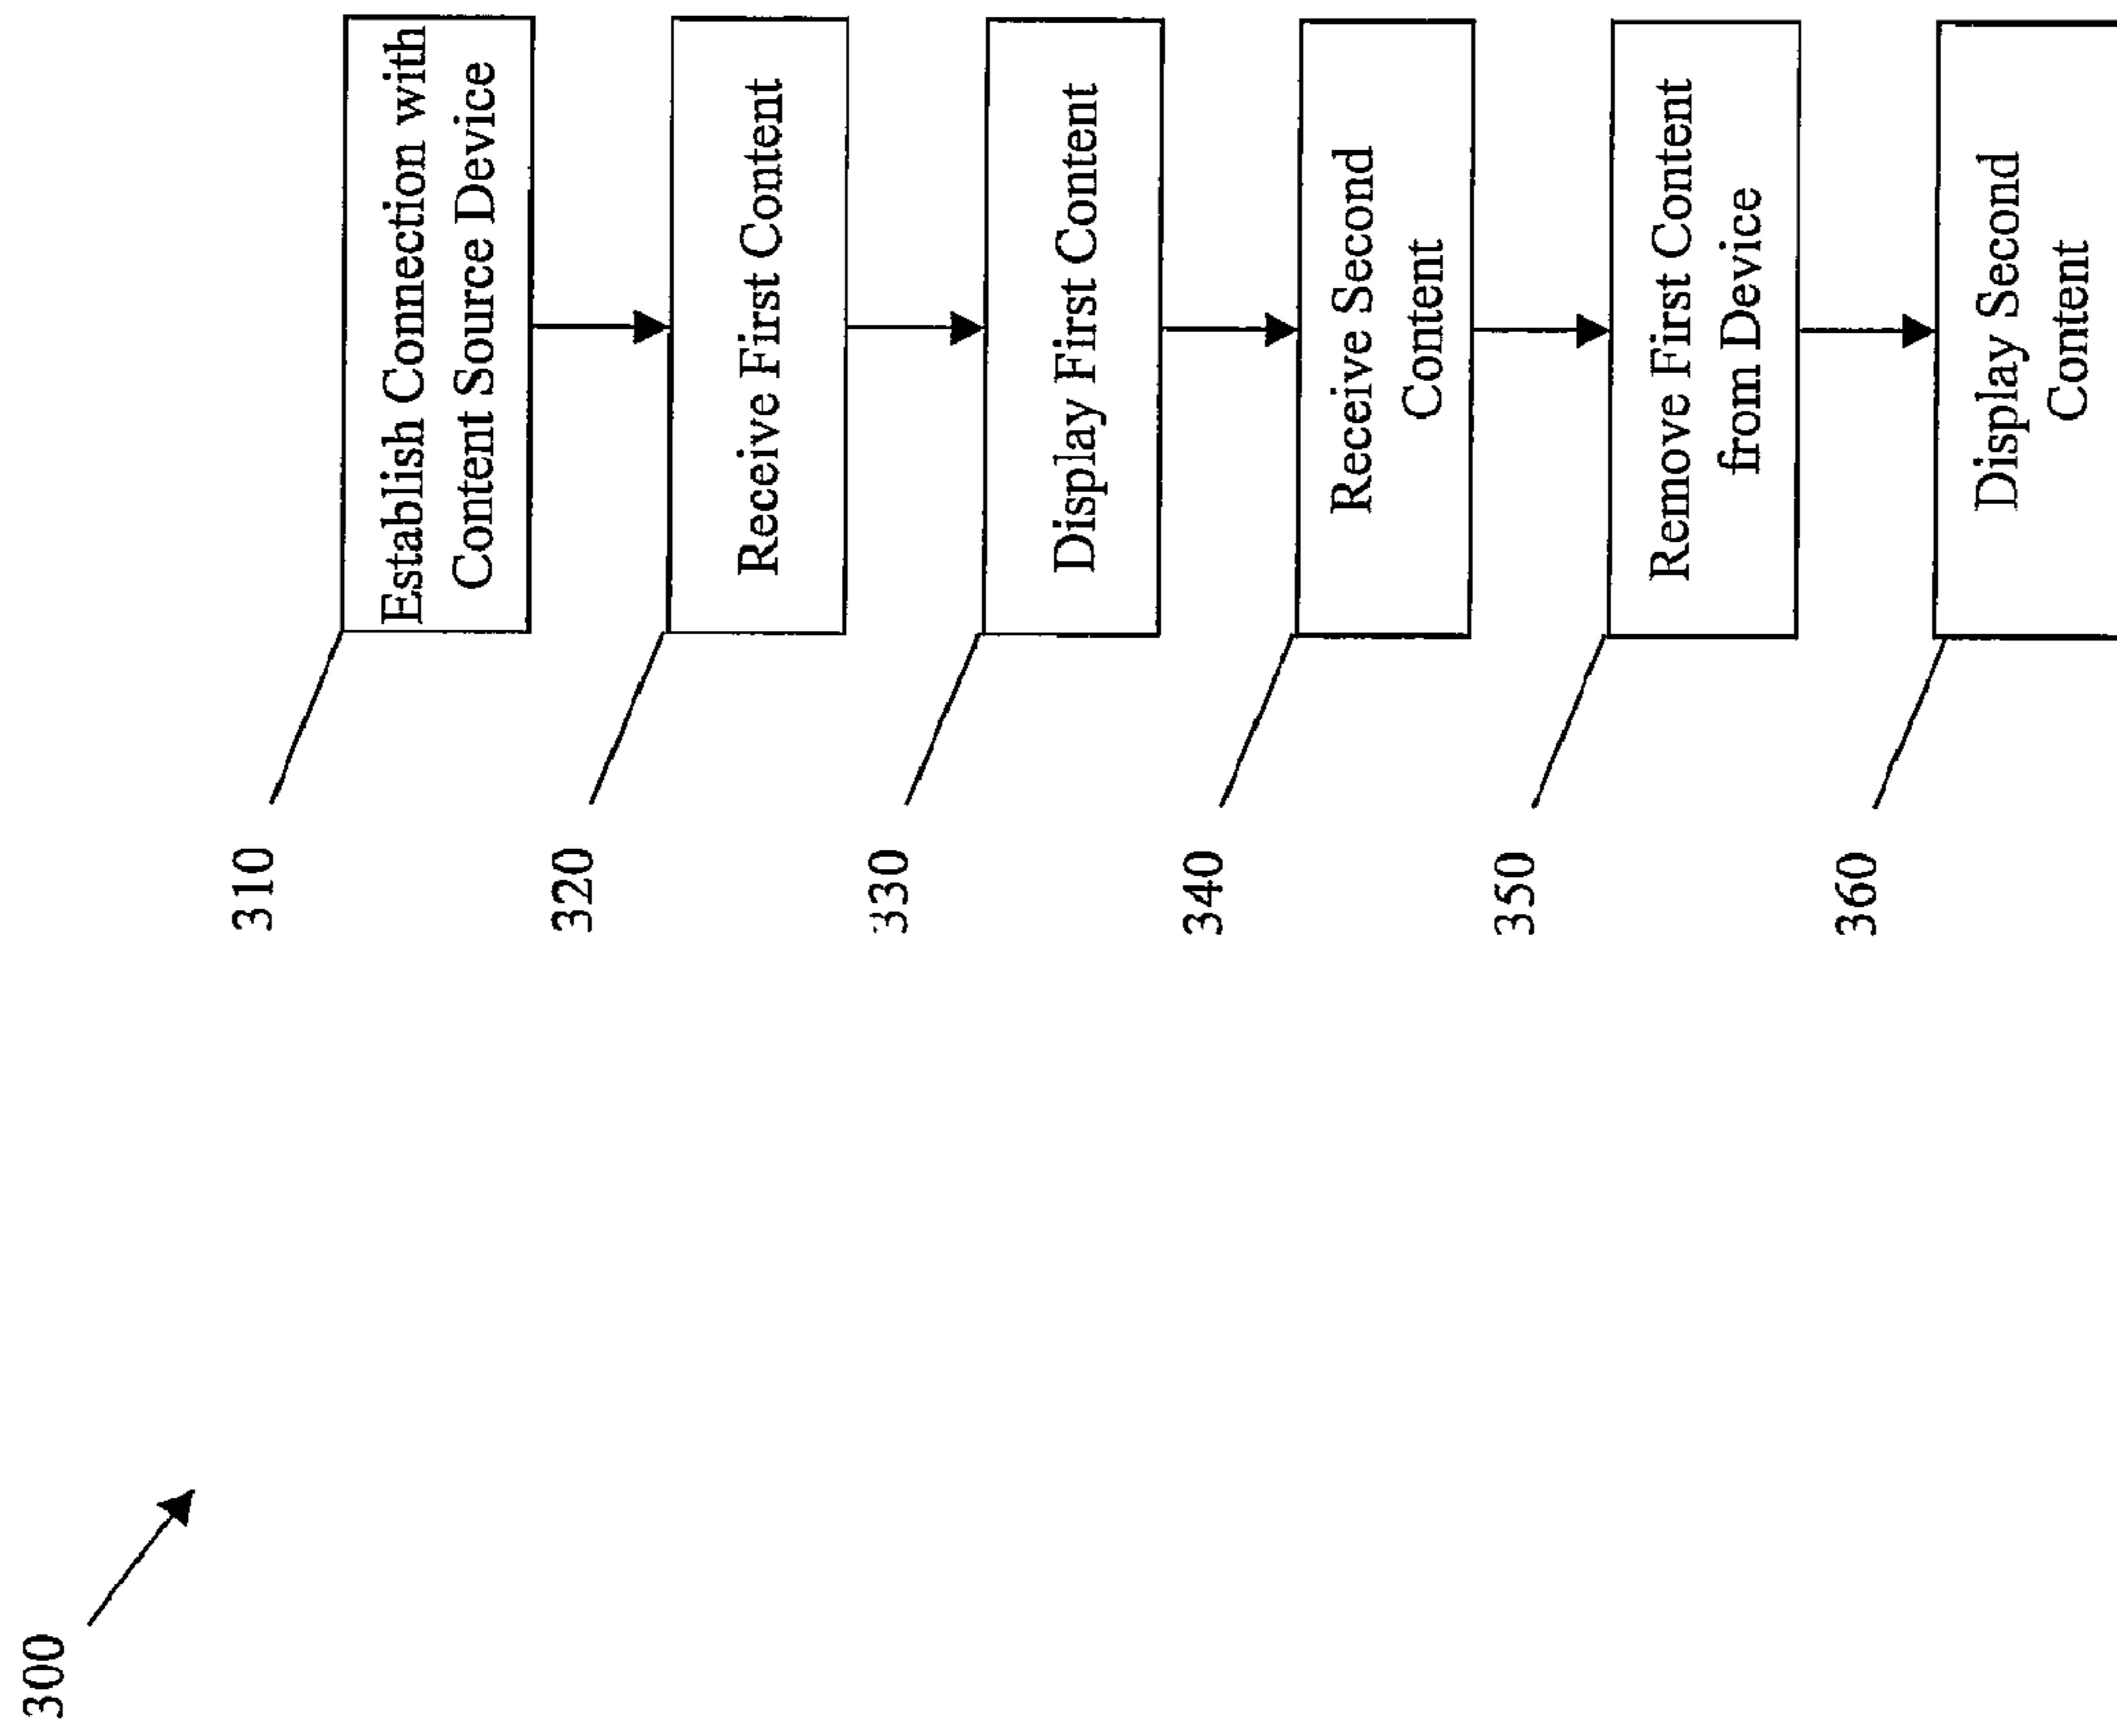 300
310
Establish Connection with
Content Source Device
320
Receive First Content
330
Display First Content
340
Receive Second
Content
350
Remove First Content
from Device
360
Display Second
Content